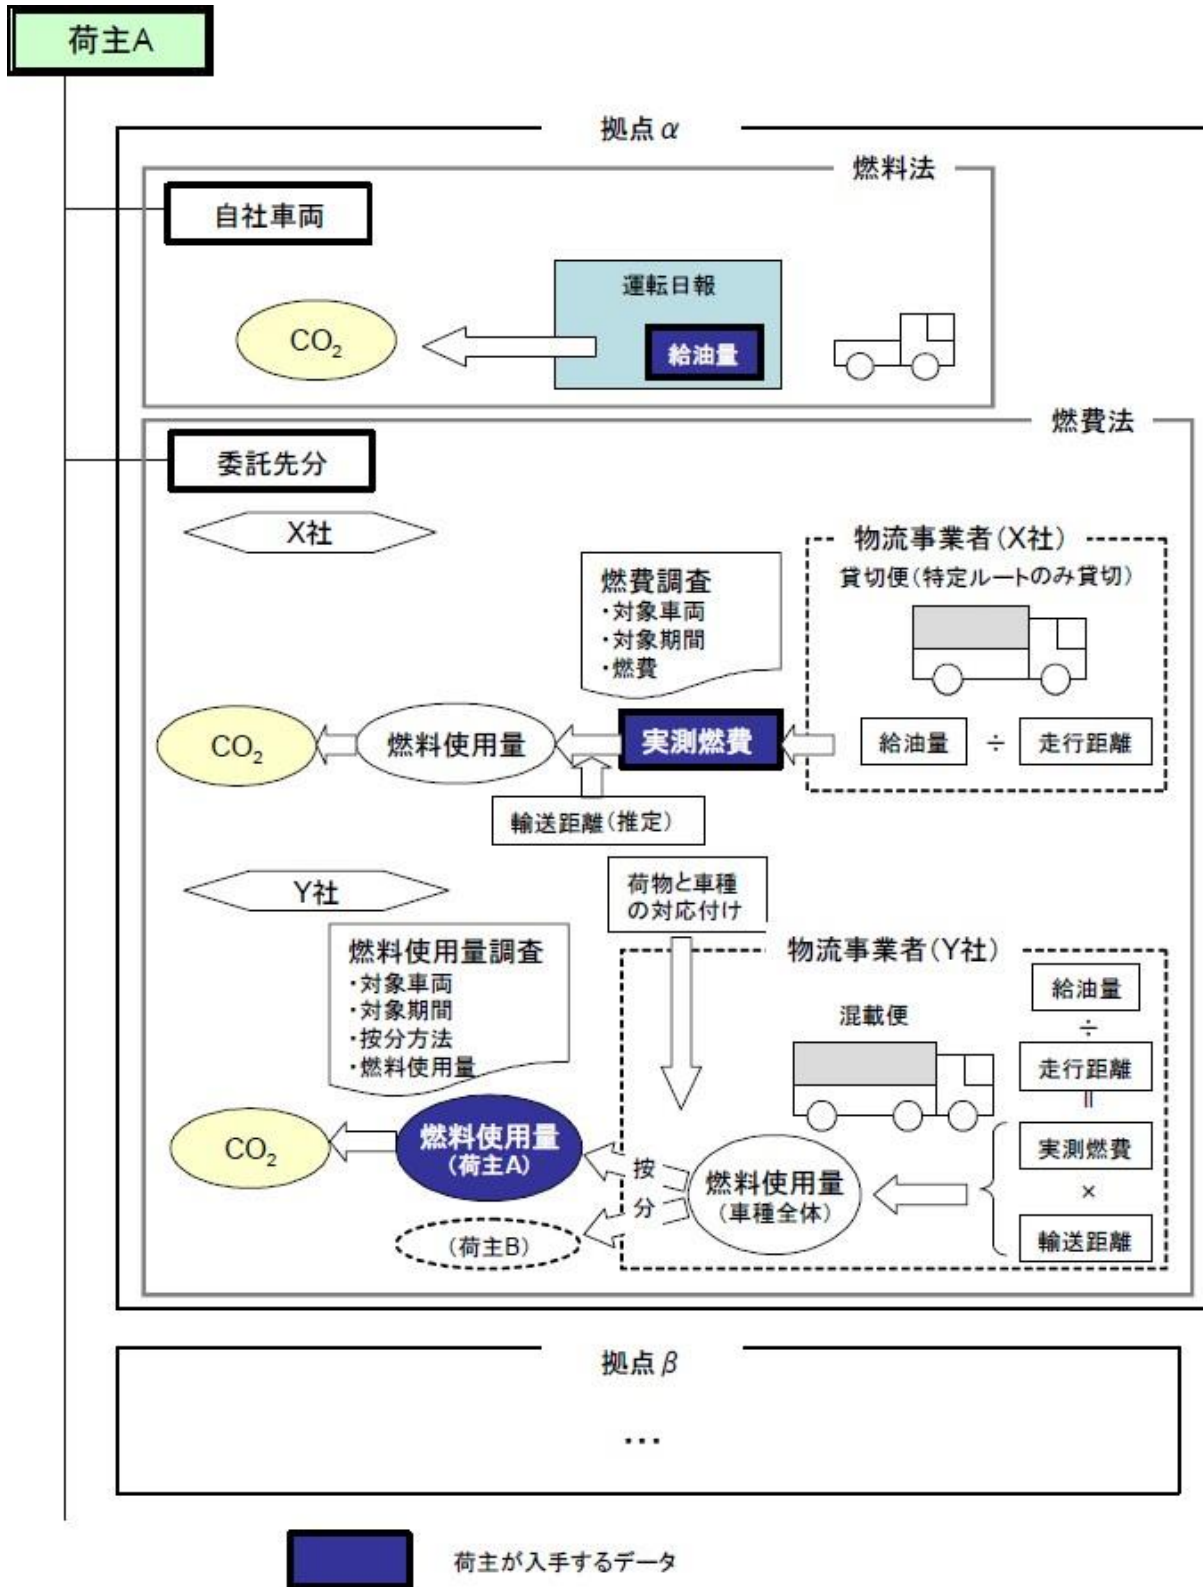 荷主A
拠点α
燃料法
自社車両
運転日報
給油量
CO₂
燃費法
委託先分
X社
物流事業者(X社)
貸切便(特定ルートのみ貸切)
燃費調査
・対象車両
・対象期間
・燃費
CO₂
燃料使用量
実測燃費
給油量
÷
走行距離
輸送距離(推定)
Y社
荷物と車種
の対応付け
燃料使用量調査
・対象車両
・対象期間
・按分方法
・燃料使用量
物流事業者(Y社)
混載便
給油量
÷
走行距離
=
実測燃費
×
輸送距離
CO₂
燃料使用量
(荷主A)
按
分
燃料使用量
(車種全体)
(荷主B)
拠点β
…
荷主が入手するデータ